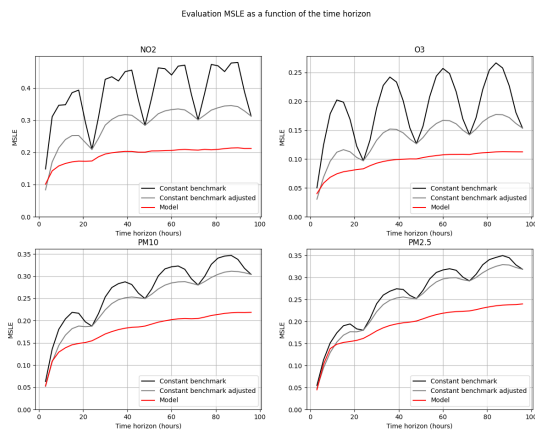 Evaluation MSLE as a function of the time horizon
NO2
MSLE
0.4
0.3
0.2
0.1
0.0
0 20 40 60 80 100
Time horizon (hours)
Constant benchmark
Constant benchmark adjusted
Model
O3
MSLE
0.25
0.20
0.15
0.10
0.05
0.00
0 20 40 60 80 100
Time horizon (hours)
Constant benchmark
Constant benchmark adjusted
Model
PM10
MSLE
0.35
0.30
0.25
0.20
0.15
0.10
0.05
0.00
0 20 40 60 80 100
Time horizon (hours)
Constant benchmark
Constant benchmark adjusted
Model
PM2.5
MSLE
0.35
0.30
0.25
0.20
0.15
0.10
0.05
0.00
0 20 40 60 80 100
Time horizon (hours)
Constant benchmark
Constant benchmark adjusted
Model